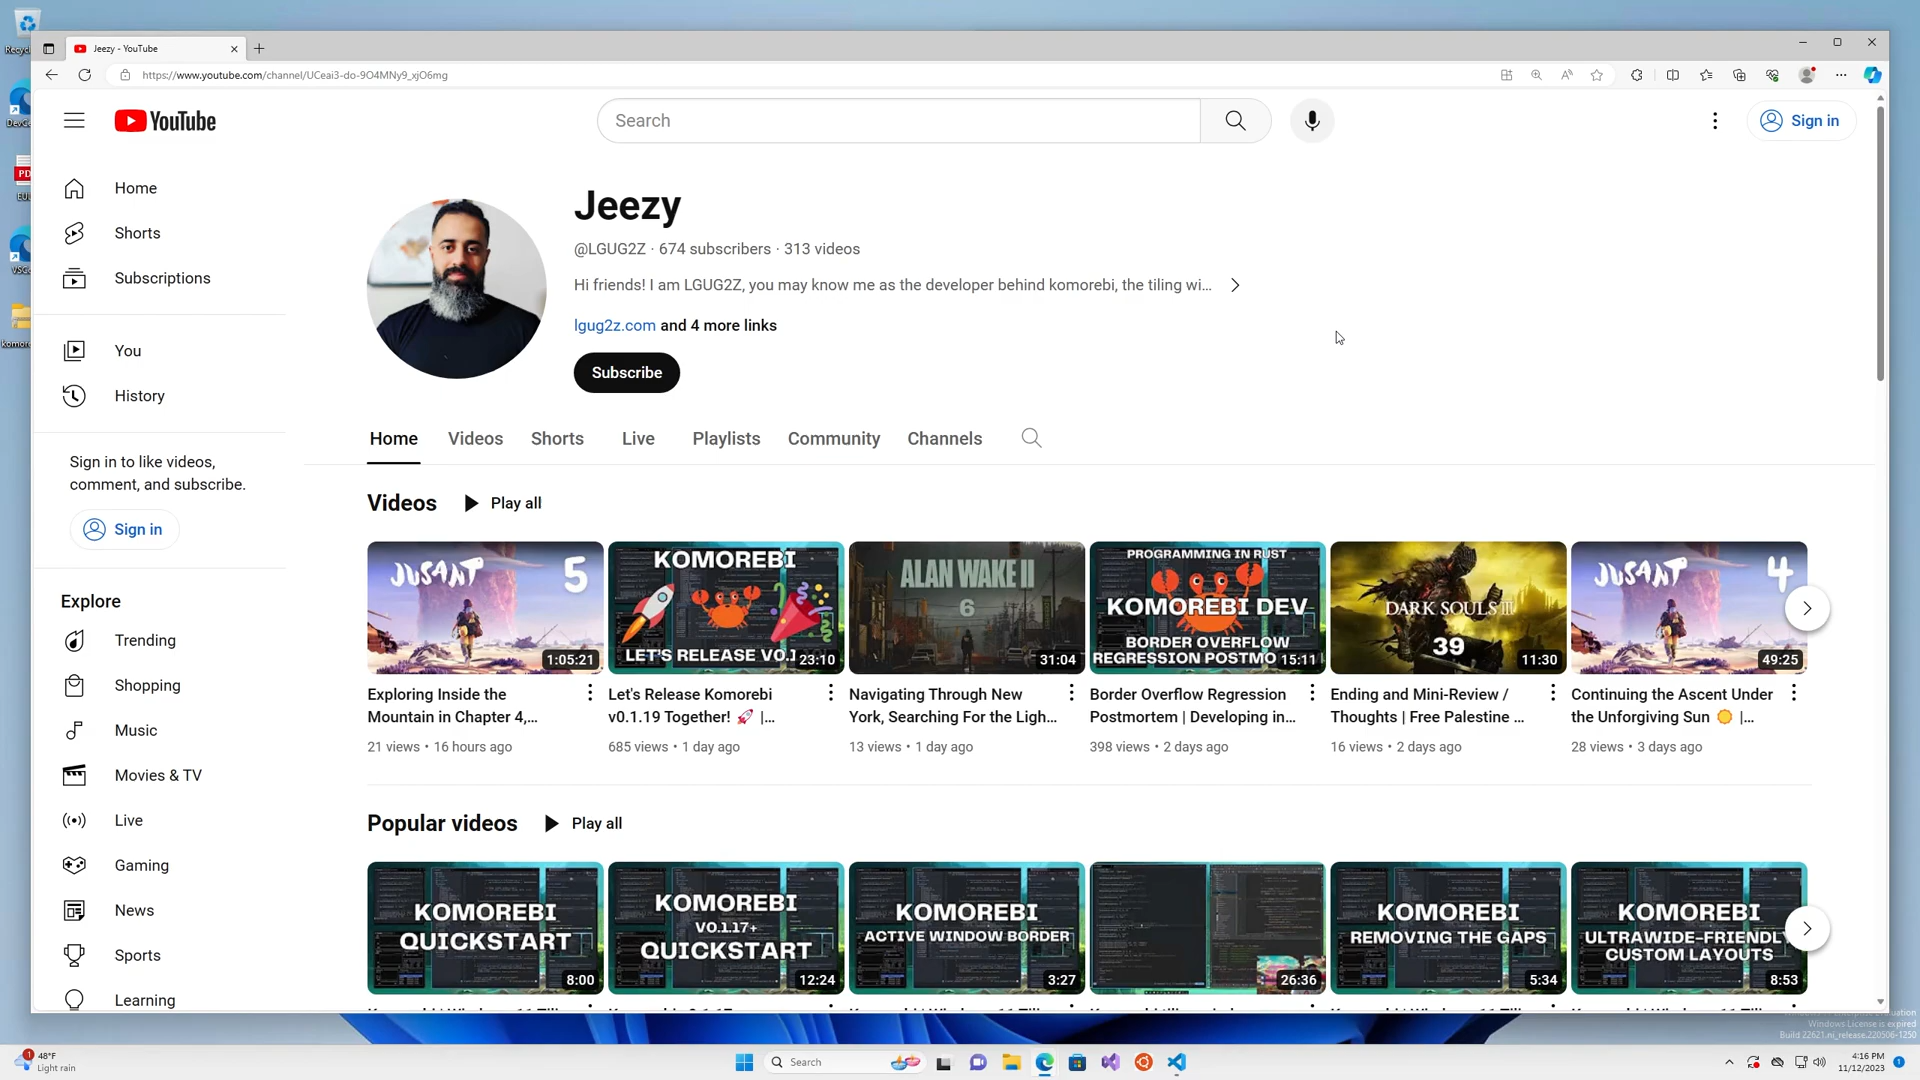 Recyc
Jeezy - YouTube
https://www.youtube.com/channel/UCeai3-do-9O4MNy9_xjO6mg
YouTube
Search
Sign in
Home
Shorts
Subscriptions
You
History
Sign in to like videos,
comment, and subscribe.
Sign in
Explore
Trending
Shopping
Music
Movies & TV
Live
Gaming
News
Sports
Learning
Jeezy
@LGUG2Z · 674 subscribers · 313 videos
Hi friends! I am LGUG2Z, you may know me as the developer behind komorebi, the tiling wi...
lgug2z.com and 4 more links
Subscribe
Home Videos Shorts Live Playlists Community Channels
Videos Play all
JUSANT 5
1:05:21
Exploring Inside the
Mountain in Chapter 4,...
21 views • 16 hours ago
KOMOREBI
LET'S RELEASE V0.1
23:10
Let's Release Komorebi
v0.1.19 Together! 🚀 |...
685 views • 1 day ago
ALAN WAKE II
6
31:04
Navigating Through New
York, Searching For the Ligh...
13 views • 1 day ago
PROGRAMMING IN RUST
KOMOREBI DEV
BORDER OVERFLOW
REGRESSION POSTMO
15:11
Border Overflow Regression
Postmortem | Developing in...
398 views • 2 days ago
DARK SOULS III
39
11:30
Ending and Mini-Review /
Thoughts | Free Palestine ...
16 views • 2 days ago
JUSANT 4
49:25
Continuing the Ascent Under
the Unforgiving Sun 🌞 |...
28 views • 3 days ago
Popular videos Play all
KOMOREBI
QUICKSTART
8:00
KOMOREBI
V0.1.17+
QUICKSTART
12:24
KOMOREBI
ACTIVE WINDOW BORDER
3:27
26:36
KOMOREBI
REMOVING THE GAPS
5:34
KOMOREBI
ULTRAWIDE-FRIENDLY
CUSTOM LAYOUTS
8:53
Windows License is expired
Build 22621.ni_release.220506-1250
1
48°F
Light rain
Search
4:16 PM
11/12/2023
1